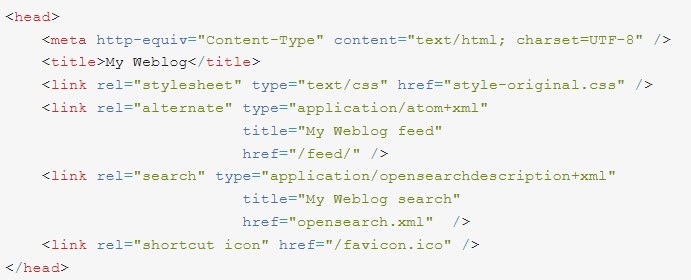 <head>
    <meta http-equiv="Content-Type" content="text/html; charset=UTF-8" />
    <title>My Weblog</title>
    <link rel="stylesheet" type="text/css" href="style-original.css" />
    <link rel="alternate" type="application/atom+xml"
                          title="My Weblog feed"
                          href="/feed/" />
    <link rel="search" type="application/opensearchdescription+xml"
                          title="My Weblog search"
                          href="opensearch.xml"  />
    <link rel="shortcut icon" href="/favicon.ico" />
</head>